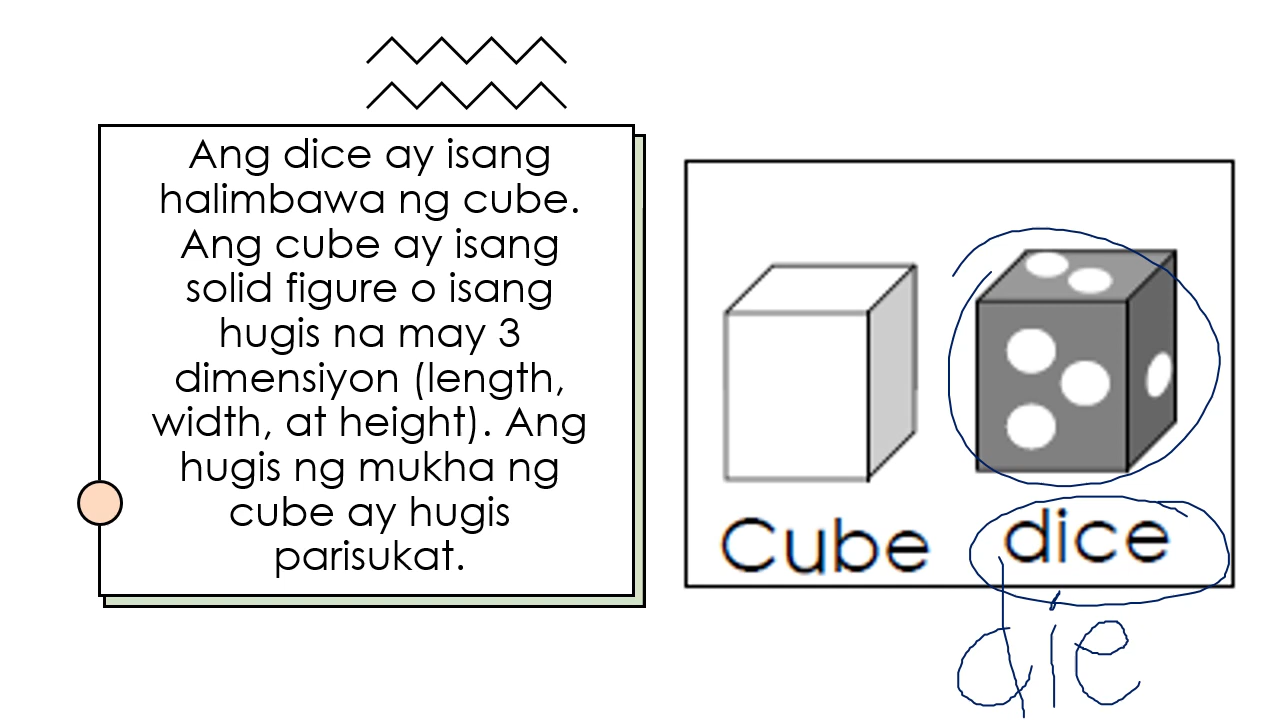 Ang dice ay isang
halimbawa ng cube.
Ang cube ay isang
solid figure o isang
hugis na may 3
dimensiyon (length,
width, at height). Ang
hugis ng mukha ng
cube ay hugis
parisukat.
Cube dice
die